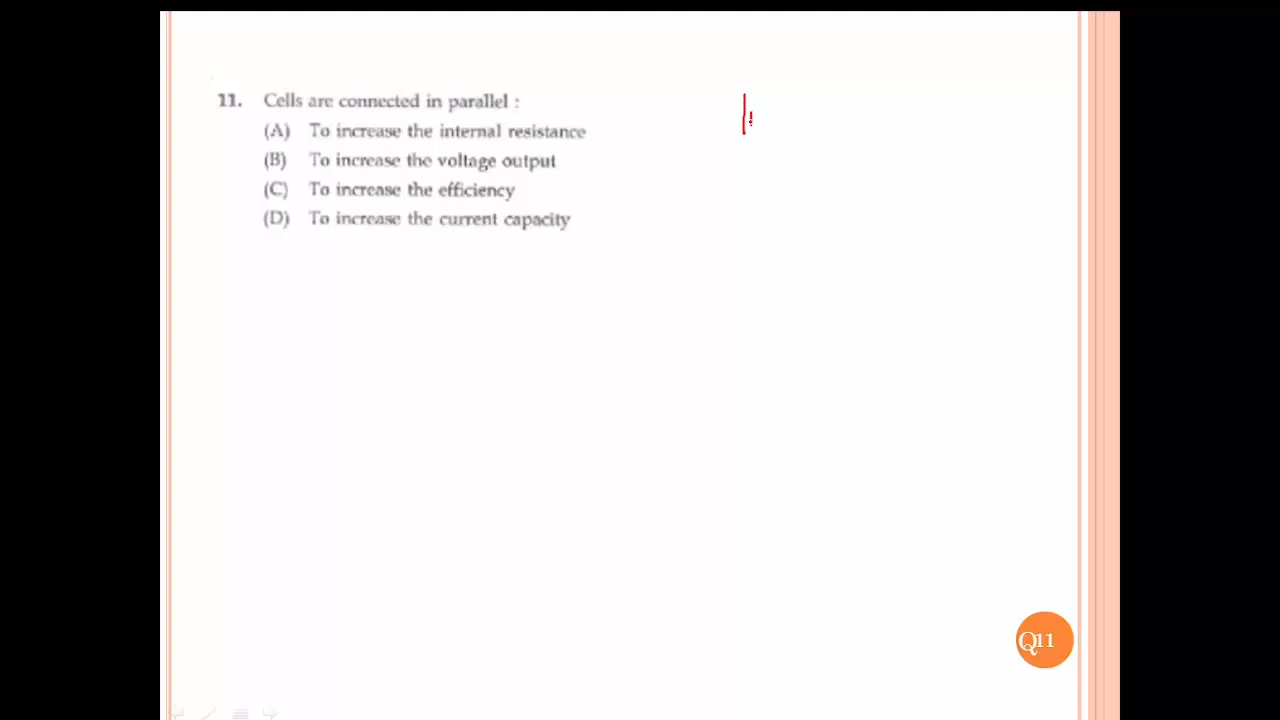 11. Cells are connected in parallel :
(A) To increase the internal resistance
(B) To increase the voltage output
(C) To increase the efficiency
(D) To increase the current capacity
Q11